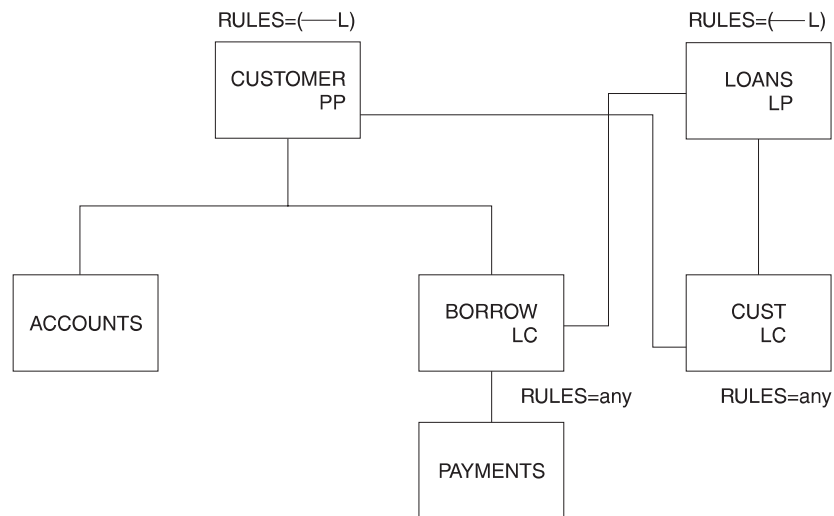 RULES=(——L)
RULES=(—— L)
CUSTOMER
PP
LOANS
LP
ACCOUNTS
BORROW
LC
CUST
LC
RULES=any
RULES=any
PAYMENTS